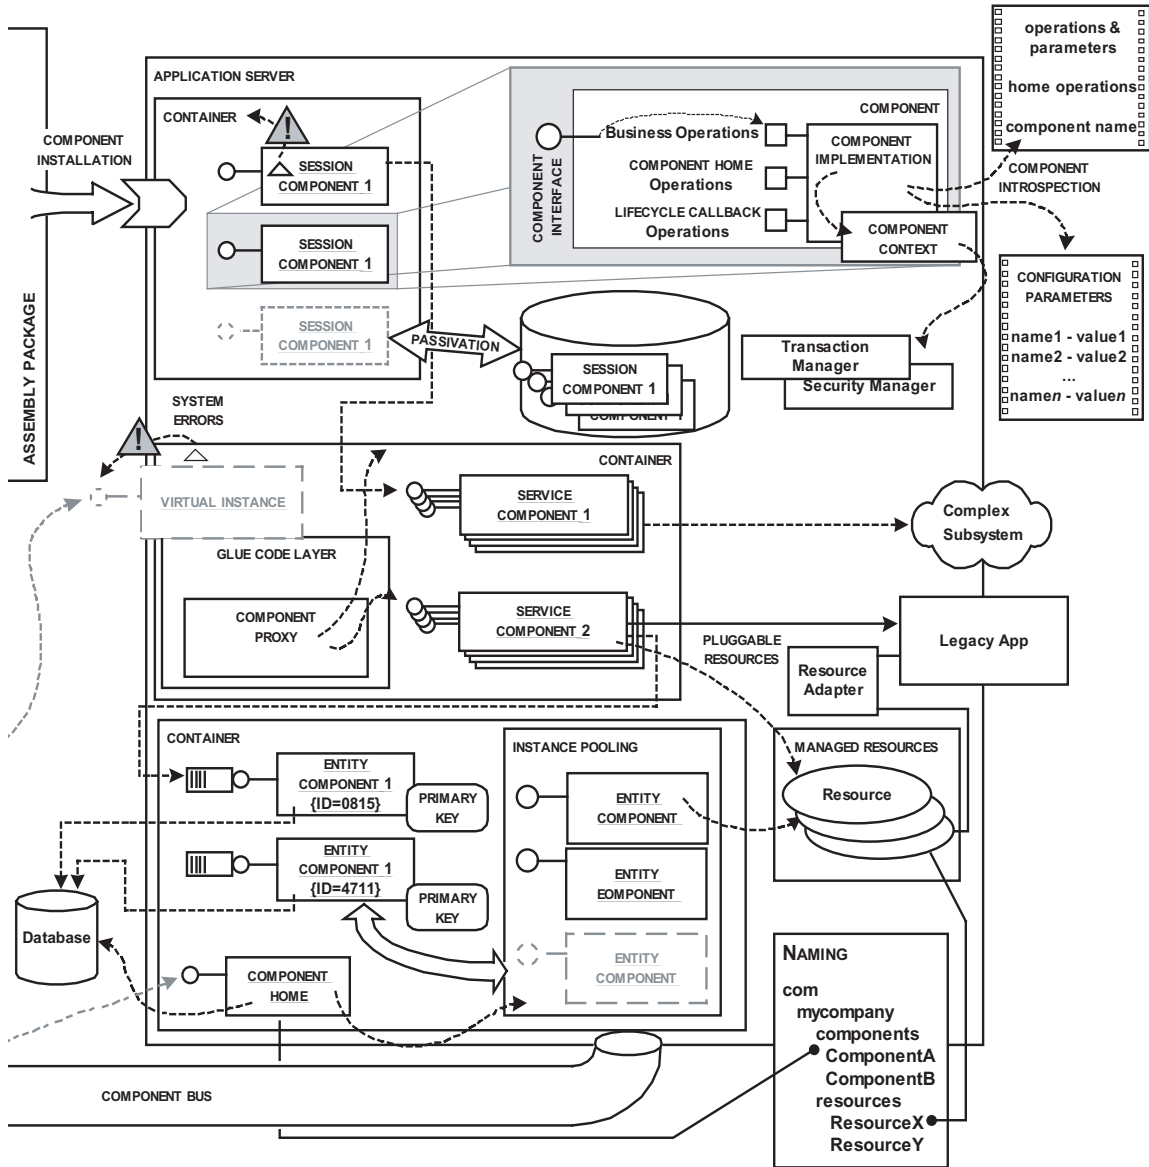 operations &
parameters
home operations
component name
APPLICATION SERVER
CONTAINER
COMPONENT
INSTALLATION
ASSEMBLY PACKAGE
!
SESSION
COMPONENT 1
SESSION
COMPONENT 1
SESSION
COMPONENT 1
PASSIVATION
COMPONENT
INTERFACE
COMPONENT
Business Operations
COMPONENT HOME
Operations
LIFECYCLE CALLBACK
Operations
COMPONENT
IMPLEMENTATION
COMPONENT
CONTEXT
COMPONENT
INTROSPECTION
CONFIGURATION
PARAMETERS
name1 - value1
name2 - value2
...
namen - valuen
SESSION
COMPONENT 1
Transaction
Manager
Security Manager
SYSTEM
ERRORS
!
CONTAINER
VIRTUAL INSTANCE
GLUE CODE LAYER
COMPONENT
PROXY
SERVICE
COMPONENT 1
SERVICE
COMPONENT 2
Complex
Subsystem
PLUGGABLE
RESOURCES
Legacy App
Resource
Adapter
CONTAINER
ENTITY
COMPONENT 1
{ID=0815}
PRIMARY
KEY
ENTITY
COMPONENT 1
{ID=4711}
PRIMARY
KEY
INSTANCE POOLING
ENTITY
COMPONENT
ENTITY
EOMPONENT
ENTITY
COMPONENT
MANAGED RESOURCES
Resource
Database
COMPONENT
HOME
NAMING
com
mycompany
components
ComponentA
ComponentB
resources
ResourceX
ResourceY
COMPONENT BUS